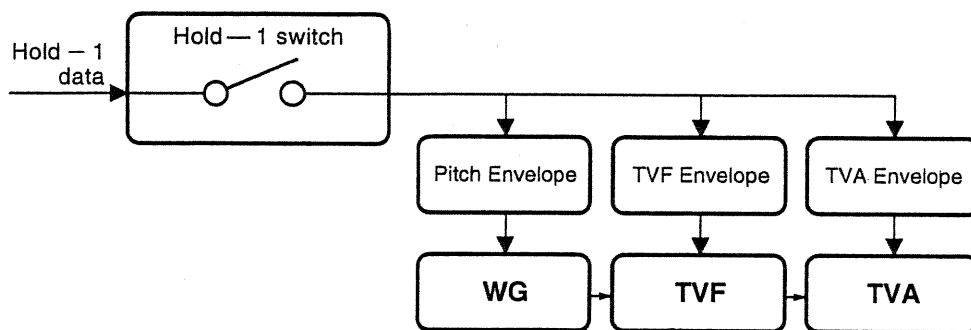 Hold – 1
data
Hold — 1 switch
Pitch Envelope
TVF Envelope
TVA Envelope
WG
TVF
TVA